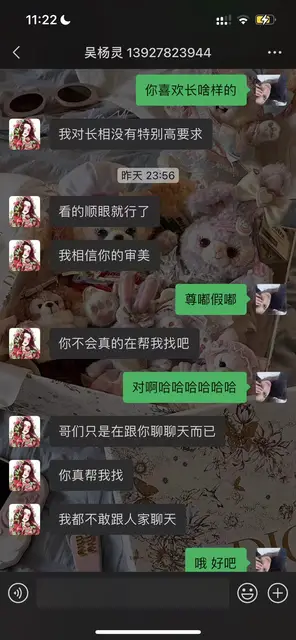 11:22
吴杨灵 13927823944
你喜欢长啥样的
我对长相没有特别高要求
昨天 23:56
看的顺眼就行了
我相信你的审美
尊嘟假嘟
你不会真的在帮我找吧
对啊哈哈哈哈哈哈
哥们只是在跟你聊聊天而已
你真帮我找
我都不敢跟人家聊天
哦 好吧